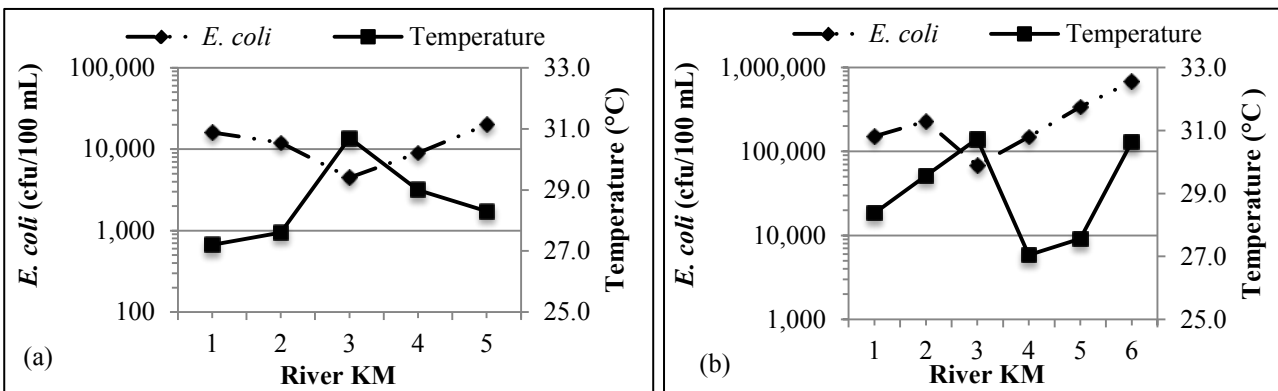 E. coli Temperature
E. coli (cfu/100 mL)
100,000
10,000
1,000
100
33.0
31.0
29.0
27.0
25.0
Temperature (°C)
1 2 3 4 5
River KM
(a)
E. coli Temperature
E. coli (cfu/100 mL)
1,000,000
100,000
10,000
1,000
33.0
31.0
29.0
27.0
25.0
Temperature (°C)
1 2 3 4 5 6
River KM
(b)